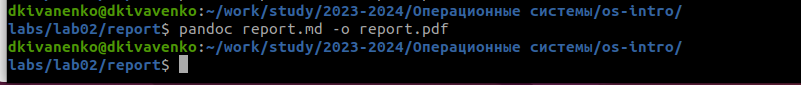 dkivanenko@dkivavenko:~/work/study/2023-2024/Операционные системы/os-intro/
labs/lab02/report$ pandoc report.md -o report.pdf
dkivanenko@dkivavenko:~/work/study/2023-2024/Операционные системы/os-intro/
labs/lab02/report$